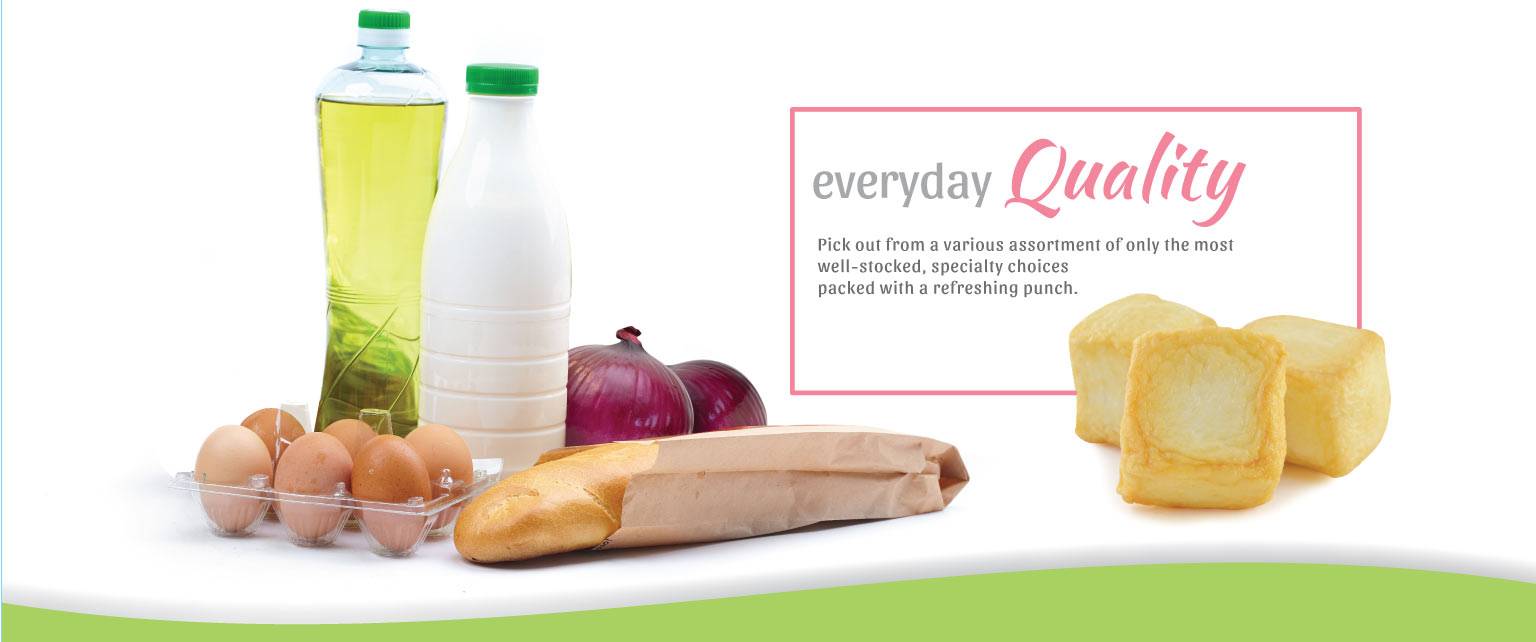 everyday Quality
Pick out from a various assortment of only the most
well-stocked, specialty choices
packed with a refreshing punch.